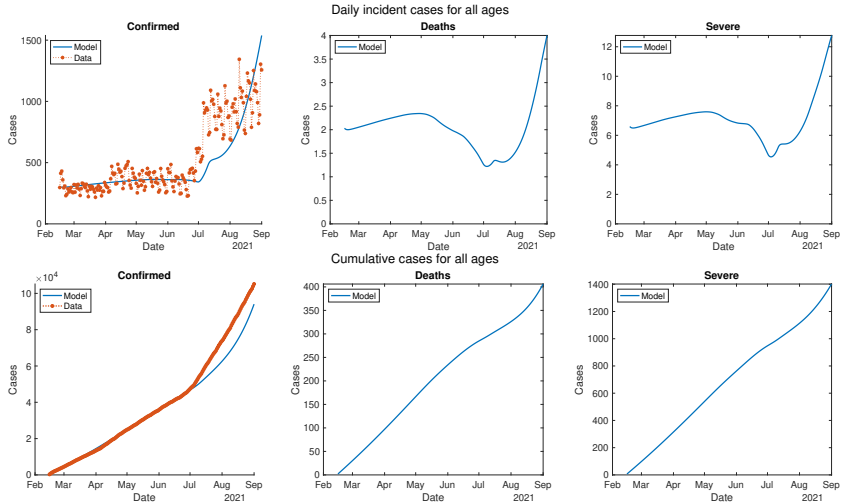 Daily incident cases for all ages
Confirmed
Model
Data
Cases
1500
1000
500
0
Feb Mar Apr May Jun Jul Aug Sep
Date
2021
Deaths
Model
Cases
4
3.5
3
2.5
2
1.5
1
0.5
0
Feb Mar Apr May Jun Jul Aug Sep
Date
2021
Severe
Model
Cases
12
10
8
6
4
2
0
Feb Mar Apr May Jun Jul Aug Sep
Date
2021
Cumulative cases for all ages
×10⁴
Confirmed
Model
Data
Cases
10
8
6
4
2
0
Feb Mar Apr May Jun Jul Aug Sep
Date
2021
Deaths
Model
Cases
400
350
300
250
200
150
100
50
0
Feb Mar Apr May Jun Jul Aug Sep
Date
2021
Severe
Model
Cases
1400
1200
1000
800
600
400
200
0
Feb Mar Apr May Jun Jul Aug Sep
Date
2021